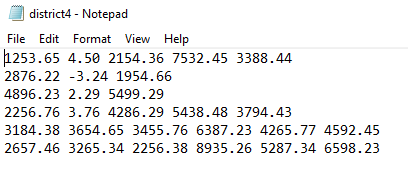 district4 - Notepad
File Edit Format View Help
1253.65 4.50 2154.36 7532.45 3388.44
2876.22 -3.24 1954.66
4896.23 2.29 5499.29
2256.76 3.76 4286.29 5438.48 3794.43
3184.38 3654.65 3455.76 6387.23 4265.77 4592.45
2657.46 3265.34 2256.38 8935.26 5287.34 6598.23